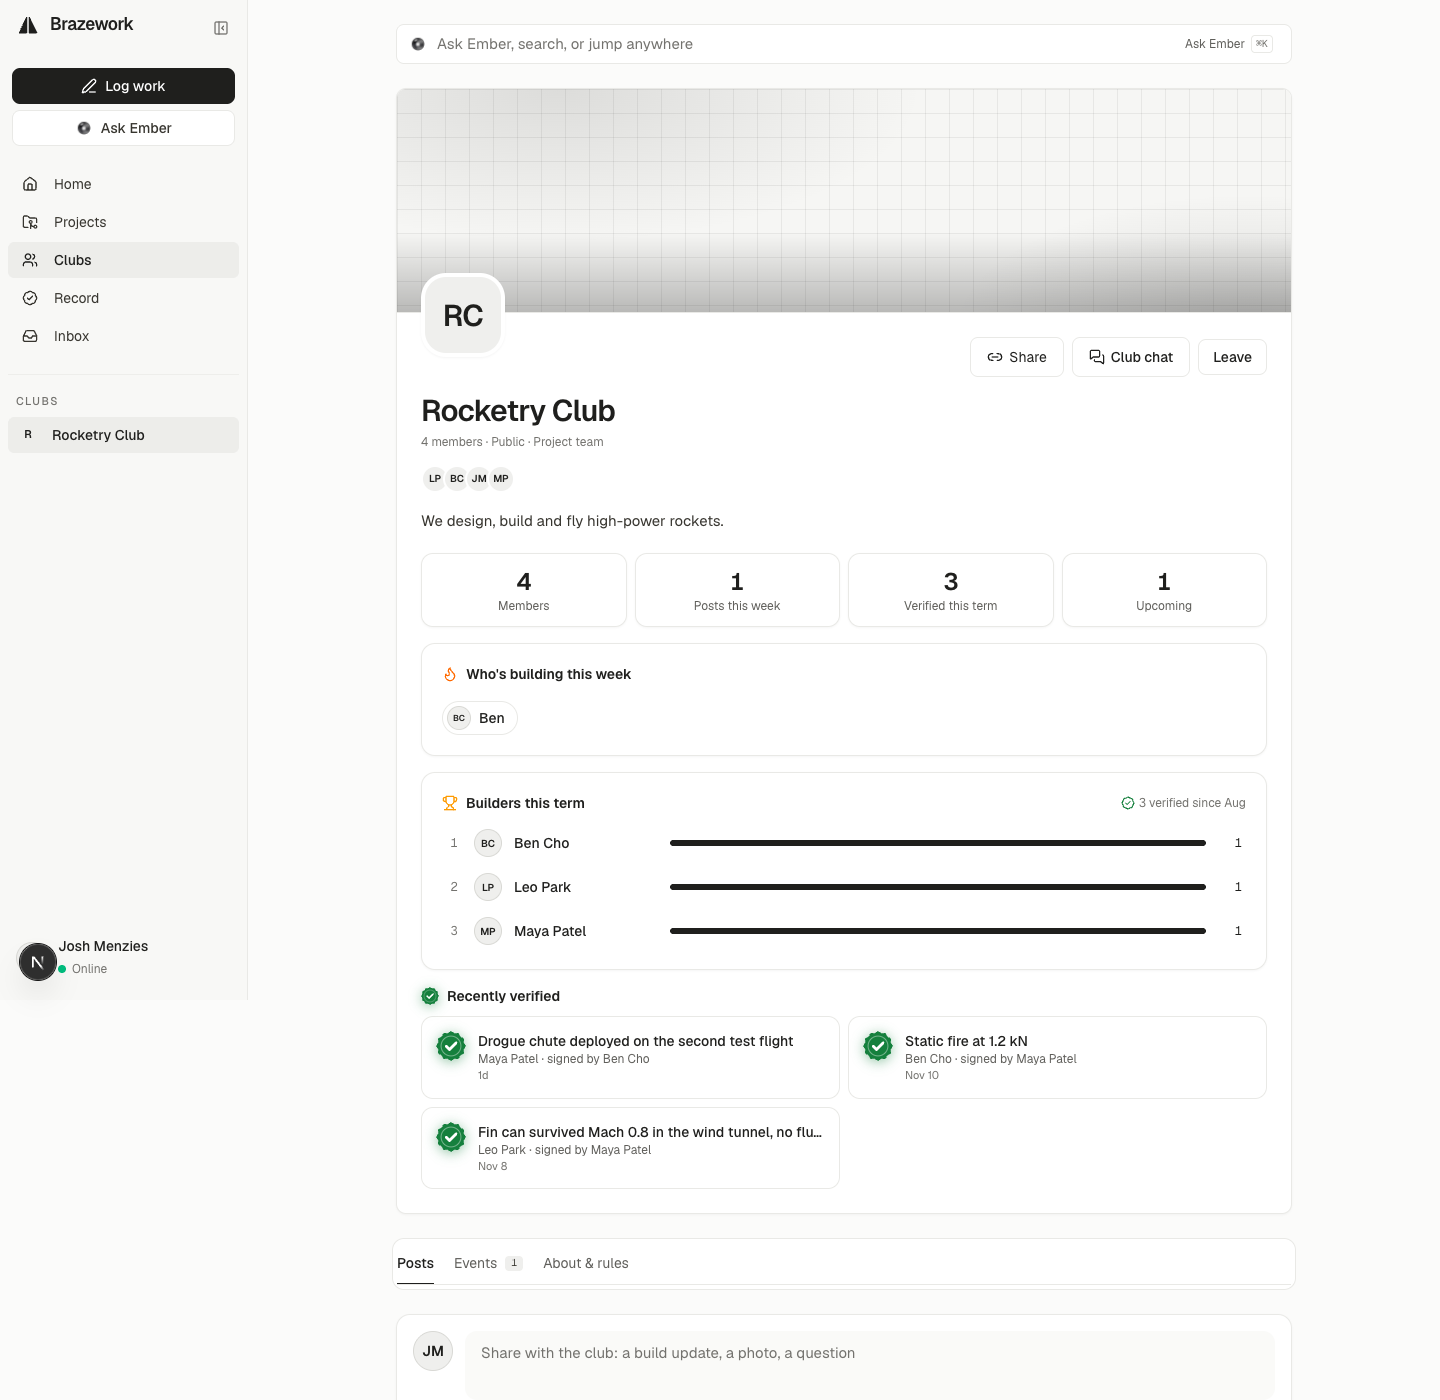 Brazework
Log work
Ask Ember
Home
Projects
Clubs
Record
Inbox
CLUBS
R Rocketry Club
N Josh Menzies
Online
Ask Ember, search, or jump anywhere
Ask Ember ⌘K
RC
Share
Club chat
Leave
Rocketry Club
4 members · Public · Project team
LP BC JM MP
We design, build and fly high-power rockets.
4
Members
1
Posts this week
3
Verified this term
1
Upcoming
Who's building this week
BC Ben
Builders this term
3 verified since Aug
1 BC Ben Cho 1
2 LP Leo Park 1
3 MP Maya Patel 1
Recently verified
Drogue chute deployed on the second test flight
Maya Patel · signed by Ben Cho
1d
Static fire at 1.2 kN
Ben Cho · signed by Maya Patel
Nov 10
Fin can survived Mach 0.8 in the wind tunnel, no flu...
Leo Park · signed by Maya Patel
Nov 8
Posts
Events 1
About & rules
JM
Share with the club: a build update, a photo, a question